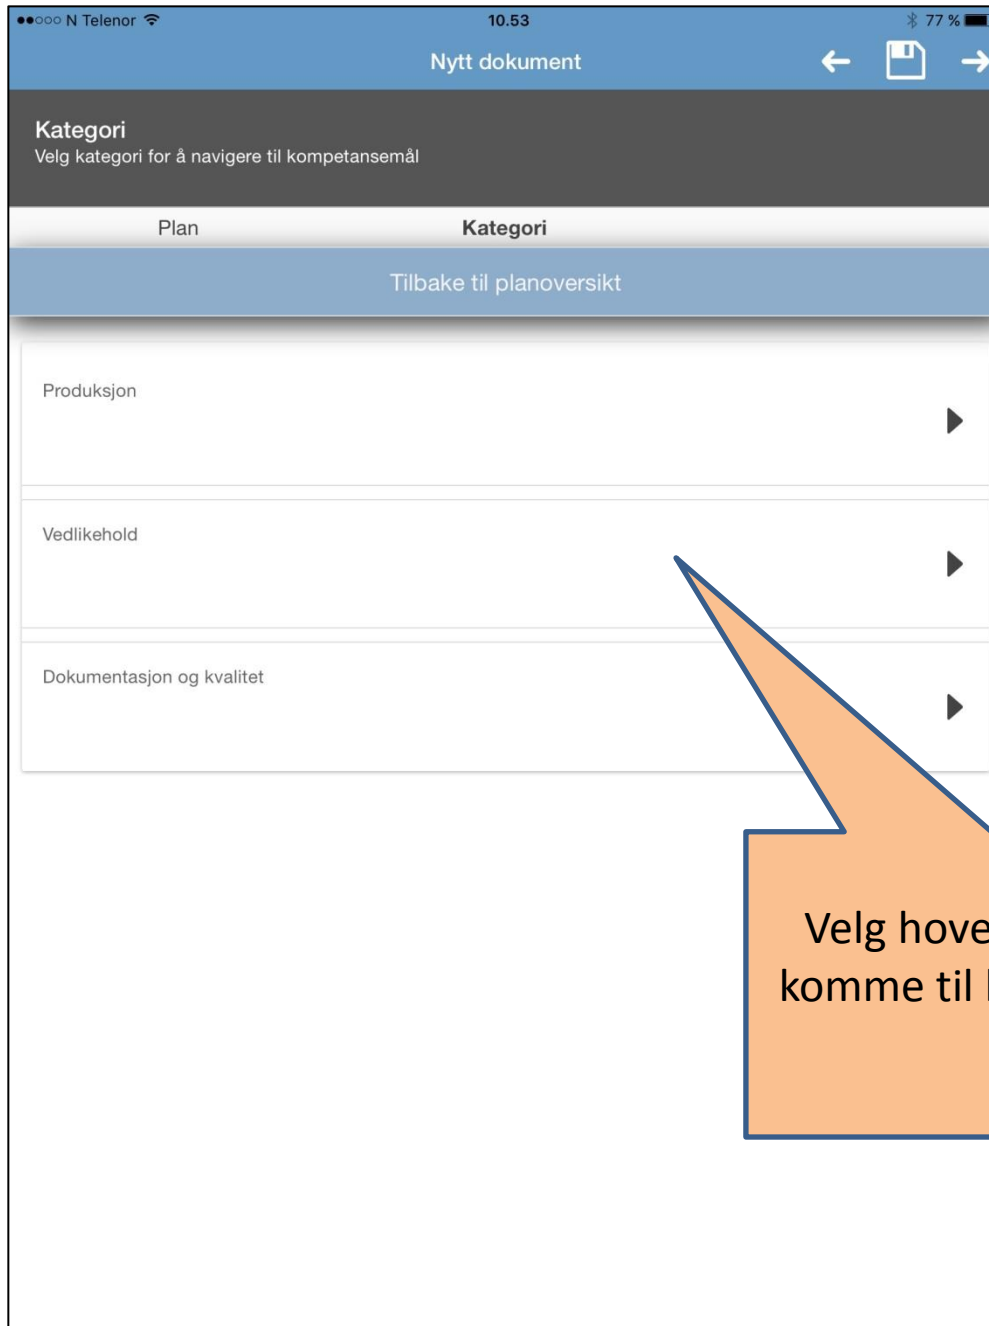 N Telenor 10.53 77 %
Nytt dokument
Kategori
Velg kategori for å navigere til kompetansemål
Plan Kategori
Tilbake til planoversikt
Produksjon
Vedlikehold
Dokumentasjon og kvalitet
Velg hove
komme til